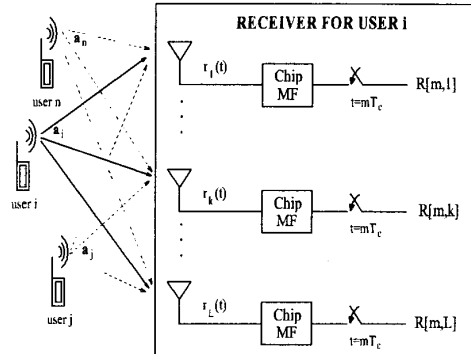 RECEIVER FOR USER i
a_n
user n
a_i
user i
a_j
user j
r_1(t)
Chip
MF
t=mT_c
R[m,1]
r_k(t)
Chip
MF
t=mT_c
R[m,k]
r_L(t)
Chip
MF
t=mT_c
R[m,L]